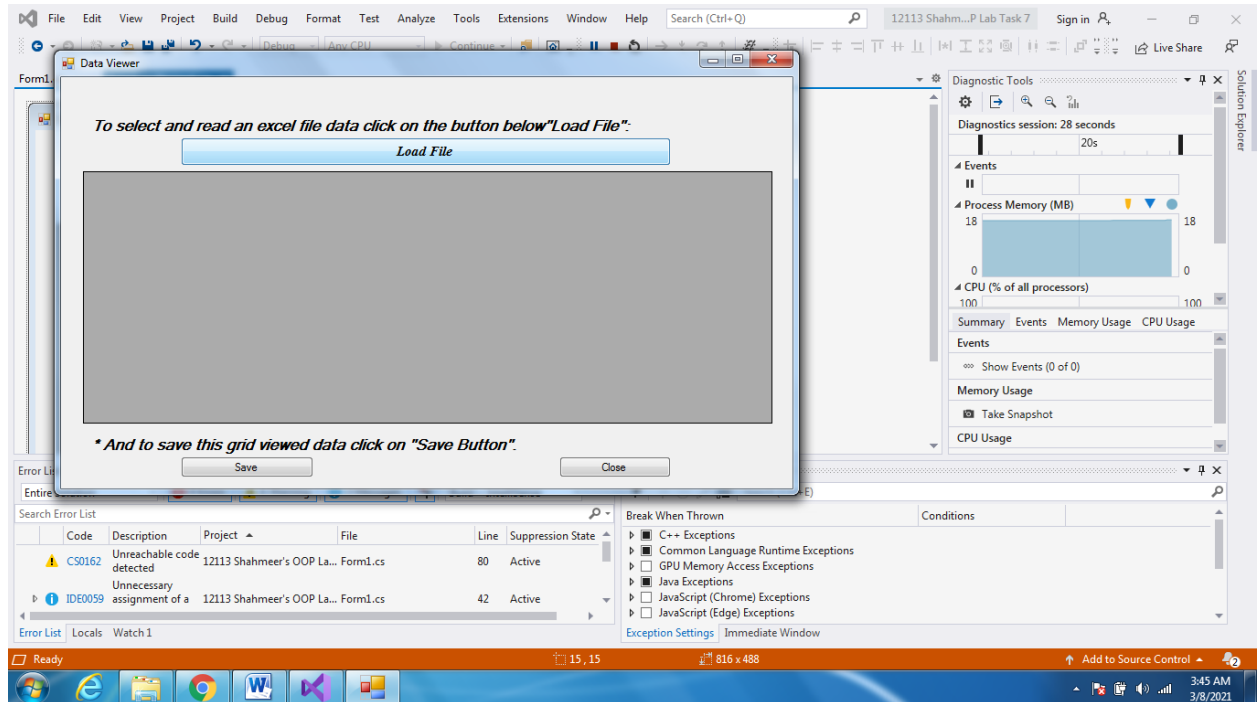 File Edit View Project Build Debug Format Test Analyze Tools Extensions Window Help Search (Ctrl+Q) 12113 Shahm...P Lab Task 7 Sign in
Debug Any CPU Continue Live Share
Data Viewer
Form1.
To select and read an excel file data click on the button below"Load File":
Load File
* And to save this grid viewed data click on "Save Button".
Save Close
Diagnostic Tools
Diagnostics session: 28 seconds
20s
Events
Process Memory (MB)
18 18
0 0
CPU (% of all processors)
100 100
Summary Events Memory Usage CPU Usage
Events
Show Events (0 of 0)
Memory Usage
Take Snapshot
CPU Usage
Solution Explorer
Error Lis
Entire
Search Error List
Code Description Project File Line Suppression State
CS0162 Unreachable code detected 12113 Shahmeer's OOP La... Form1.cs 80 Active
IDE0059 Unnecessary assignment of a 12113 Shahmeer's OOP La... Form1.cs 42 Active
Error List Locals Watch 1
+E)
Break When Thrown Conditions
C++ Exceptions
Common Language Runtime Exceptions
GPU Memory Access Exceptions
Java Exceptions
JavaScript (Chrome) Exceptions
JavaScript (Edge) Exceptions
Exception Settings Immediate Window
Ready 15 , 15 816 x 488 Add to Source Control 2
3:45 AM
3/8/2021